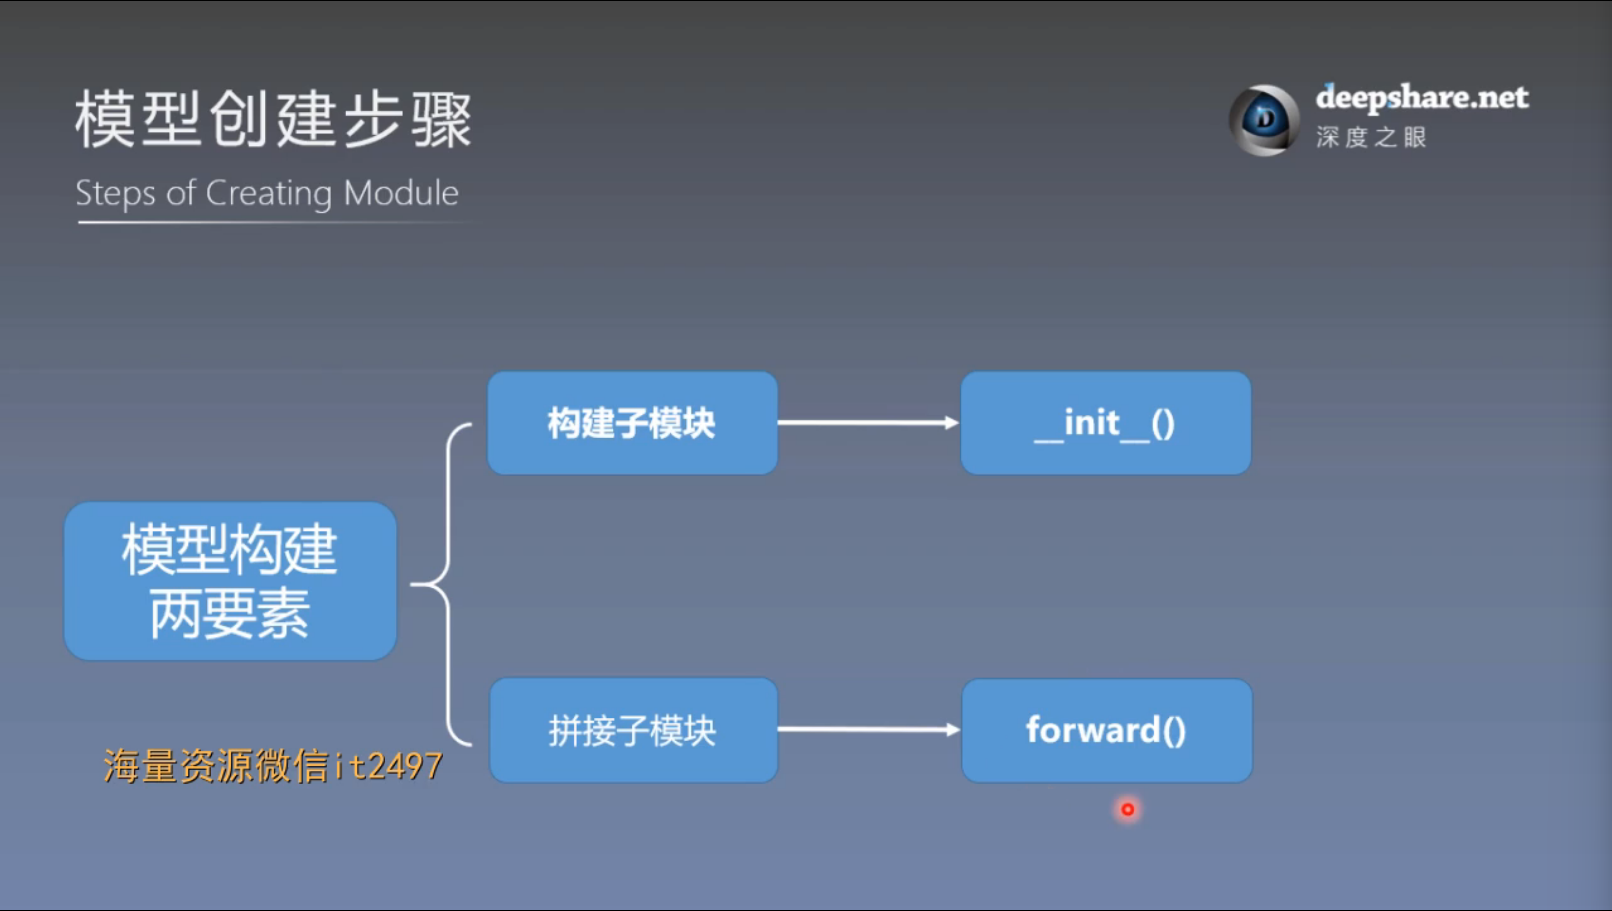 模型创建步骤
Steps of Creating Module
deepshare.net
深度之眼
构建子模块
__init__()
模型构建
两要素
拼接子模块
forward()
海量资源微信it2497